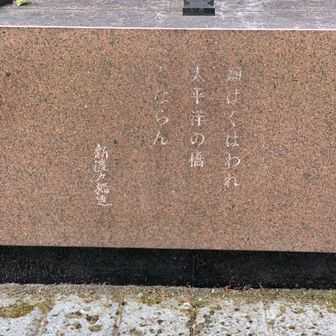 願はくはわれ
太平洋の橋
とならん
新渡戸稲造